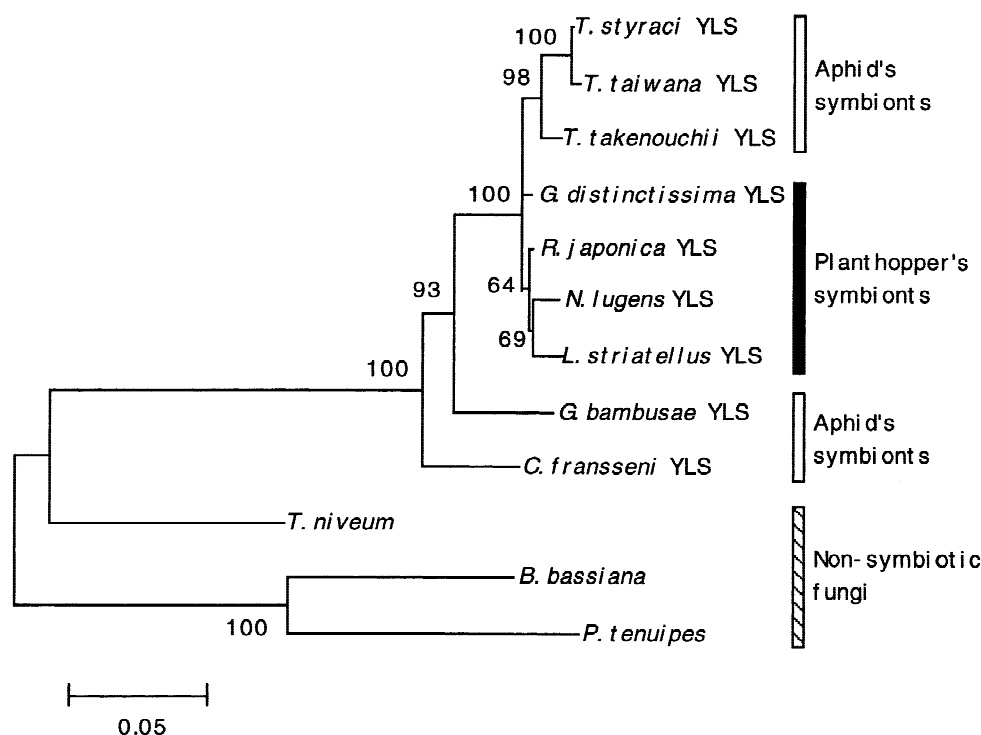 T. styraci YLS
100
98
T. taiwana YLS
Aphid's
symbionts
T. takenouchii YLS
100
G. distinctissima YLS
R. japonica YLS
64
Planthopper's
symbionts
93
N. lugens YLS
69
L. striatellus YLS
100
G. bambusae YLS
Aphid's
symbionts
C. fransseni YLS
T. niveum
B. bassiana
Non-symbiotic
fungi
100
P. tenuipes
0.05